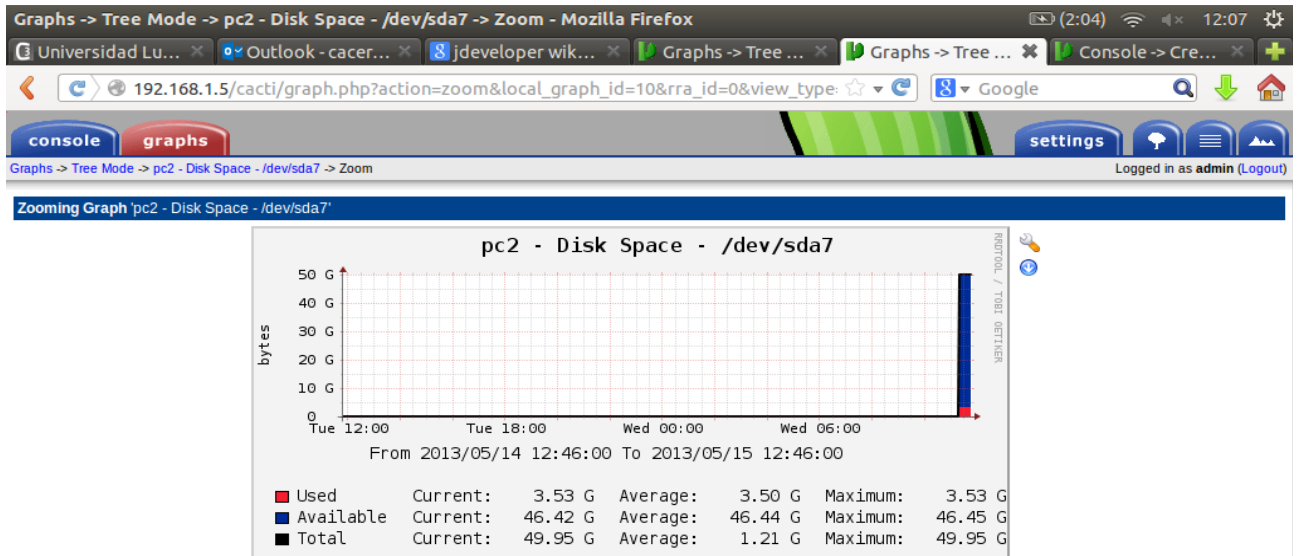 Graphs -> Tree Mode -> pc2 - Disk Space - /dev/sda7 -> Zoom - Mozilla Firefox (2:04) 12:07
Universidad Lu... Outlook - cacer... jdeveloper wik... Graphs -> Tree ... Graphs -> Tree ... Console -> Cre...
192.168.1.5/cacti/graph.php?action=zoom&local_graph_id=10&rra_id=0&view_type: Google
console graphs settings
Graphs -> Tree Mode -> pc2 - Disk Space - /dev/sda7 -> Zoom Logged in as admin (Logout)
Zooming Graph 'pc2 - Disk Space - /dev/sda7'
pc2 - Disk Space - /dev/sda7
RRDTOOL / TOBI OETIKER
bytes
50 G
40 G
30 G
20 G
10 G
0
Tue 12:00 Tue 18:00 Wed 00:00 Wed 06:00
From 2013/05/14 12:46:00 To 2013/05/15 12:46:00
Used Current: 3.53 G Average: 3.50 G Maximum: 3.53 G
Available Current: 46.42 G Average: 46.44 G Maximum: 46.45 G
Total Current: 49.95 G Average: 1.21 G Maximum: 49.95 G